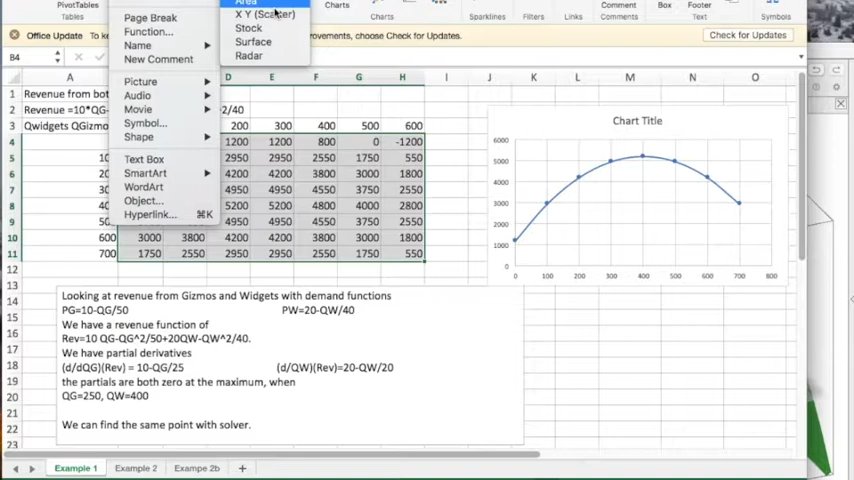 PivotTables
Charts
Charts
Sparklines
Filters
Links
Comment
Comment
Box
Footer
Text
Symbols
Office Update
provements, choose Check for Updates.
Check for Updates
B4
Page Break
Function...
Name
New Comment
Picture
Audio
Movie
Symbol...
Shape
Text Box
SmartArt
WordArt
Object...
Hyperlink... ⌘K
Area
X Y (Scatter)
Stock
Surface
Radar
A D E F G H I J K L M N O
1 Revenue from bot
2 Revenue =10*QG- ^2/40
3 Qwidgets QGizmo 200 300 400 500 600
4 1200 1200 800 0 -1200
5 10 2950 2950 2550 1750 550
6 20 4200 4200 3800 3000 1800
7 30 4950 4950 4550 3750 2550
8 40 5200 5200 4800 4000 2800
9 50 4950 4950 4550 3750 2550
10 600 3000 3800 4200 4200 3800 3000 1800
11 700 1750 2550 2950 2950 2550 1750 550
12
13
14
15
16
17
18
19
20
21
22
23
Chart Title
6000
5000
4000
3000
2000
1000
0
0 100 200 300 400 500 600 700 800
Looking at revenue from Gizmos and Widgets with demand functions
PG=10-QG/50 PW=20-QW/40
We have a revenue function of
Rev=10 QG-QG^2/50+20QW-QW^2/40.
We have partial derivatives
(d/dQG)(Rev) = 10-QG/25 (d/QW)(Rev)=20-QW/20
the partials are both zero at the maximum, when
QG=250, QW=400
We can find the same point with solver.
Example 1 Example 2 Expampe 2b +